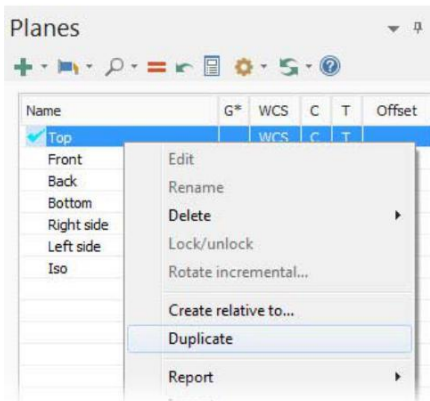 Planes
Name G* WCS C T Offset
Top WCS C T
Front
Back
Bottom
Right side
Left side
Iso
Edit
Rename
Delete
Lock/unlock
Rotate incremental...
Create relative to...
Duplicate
Report